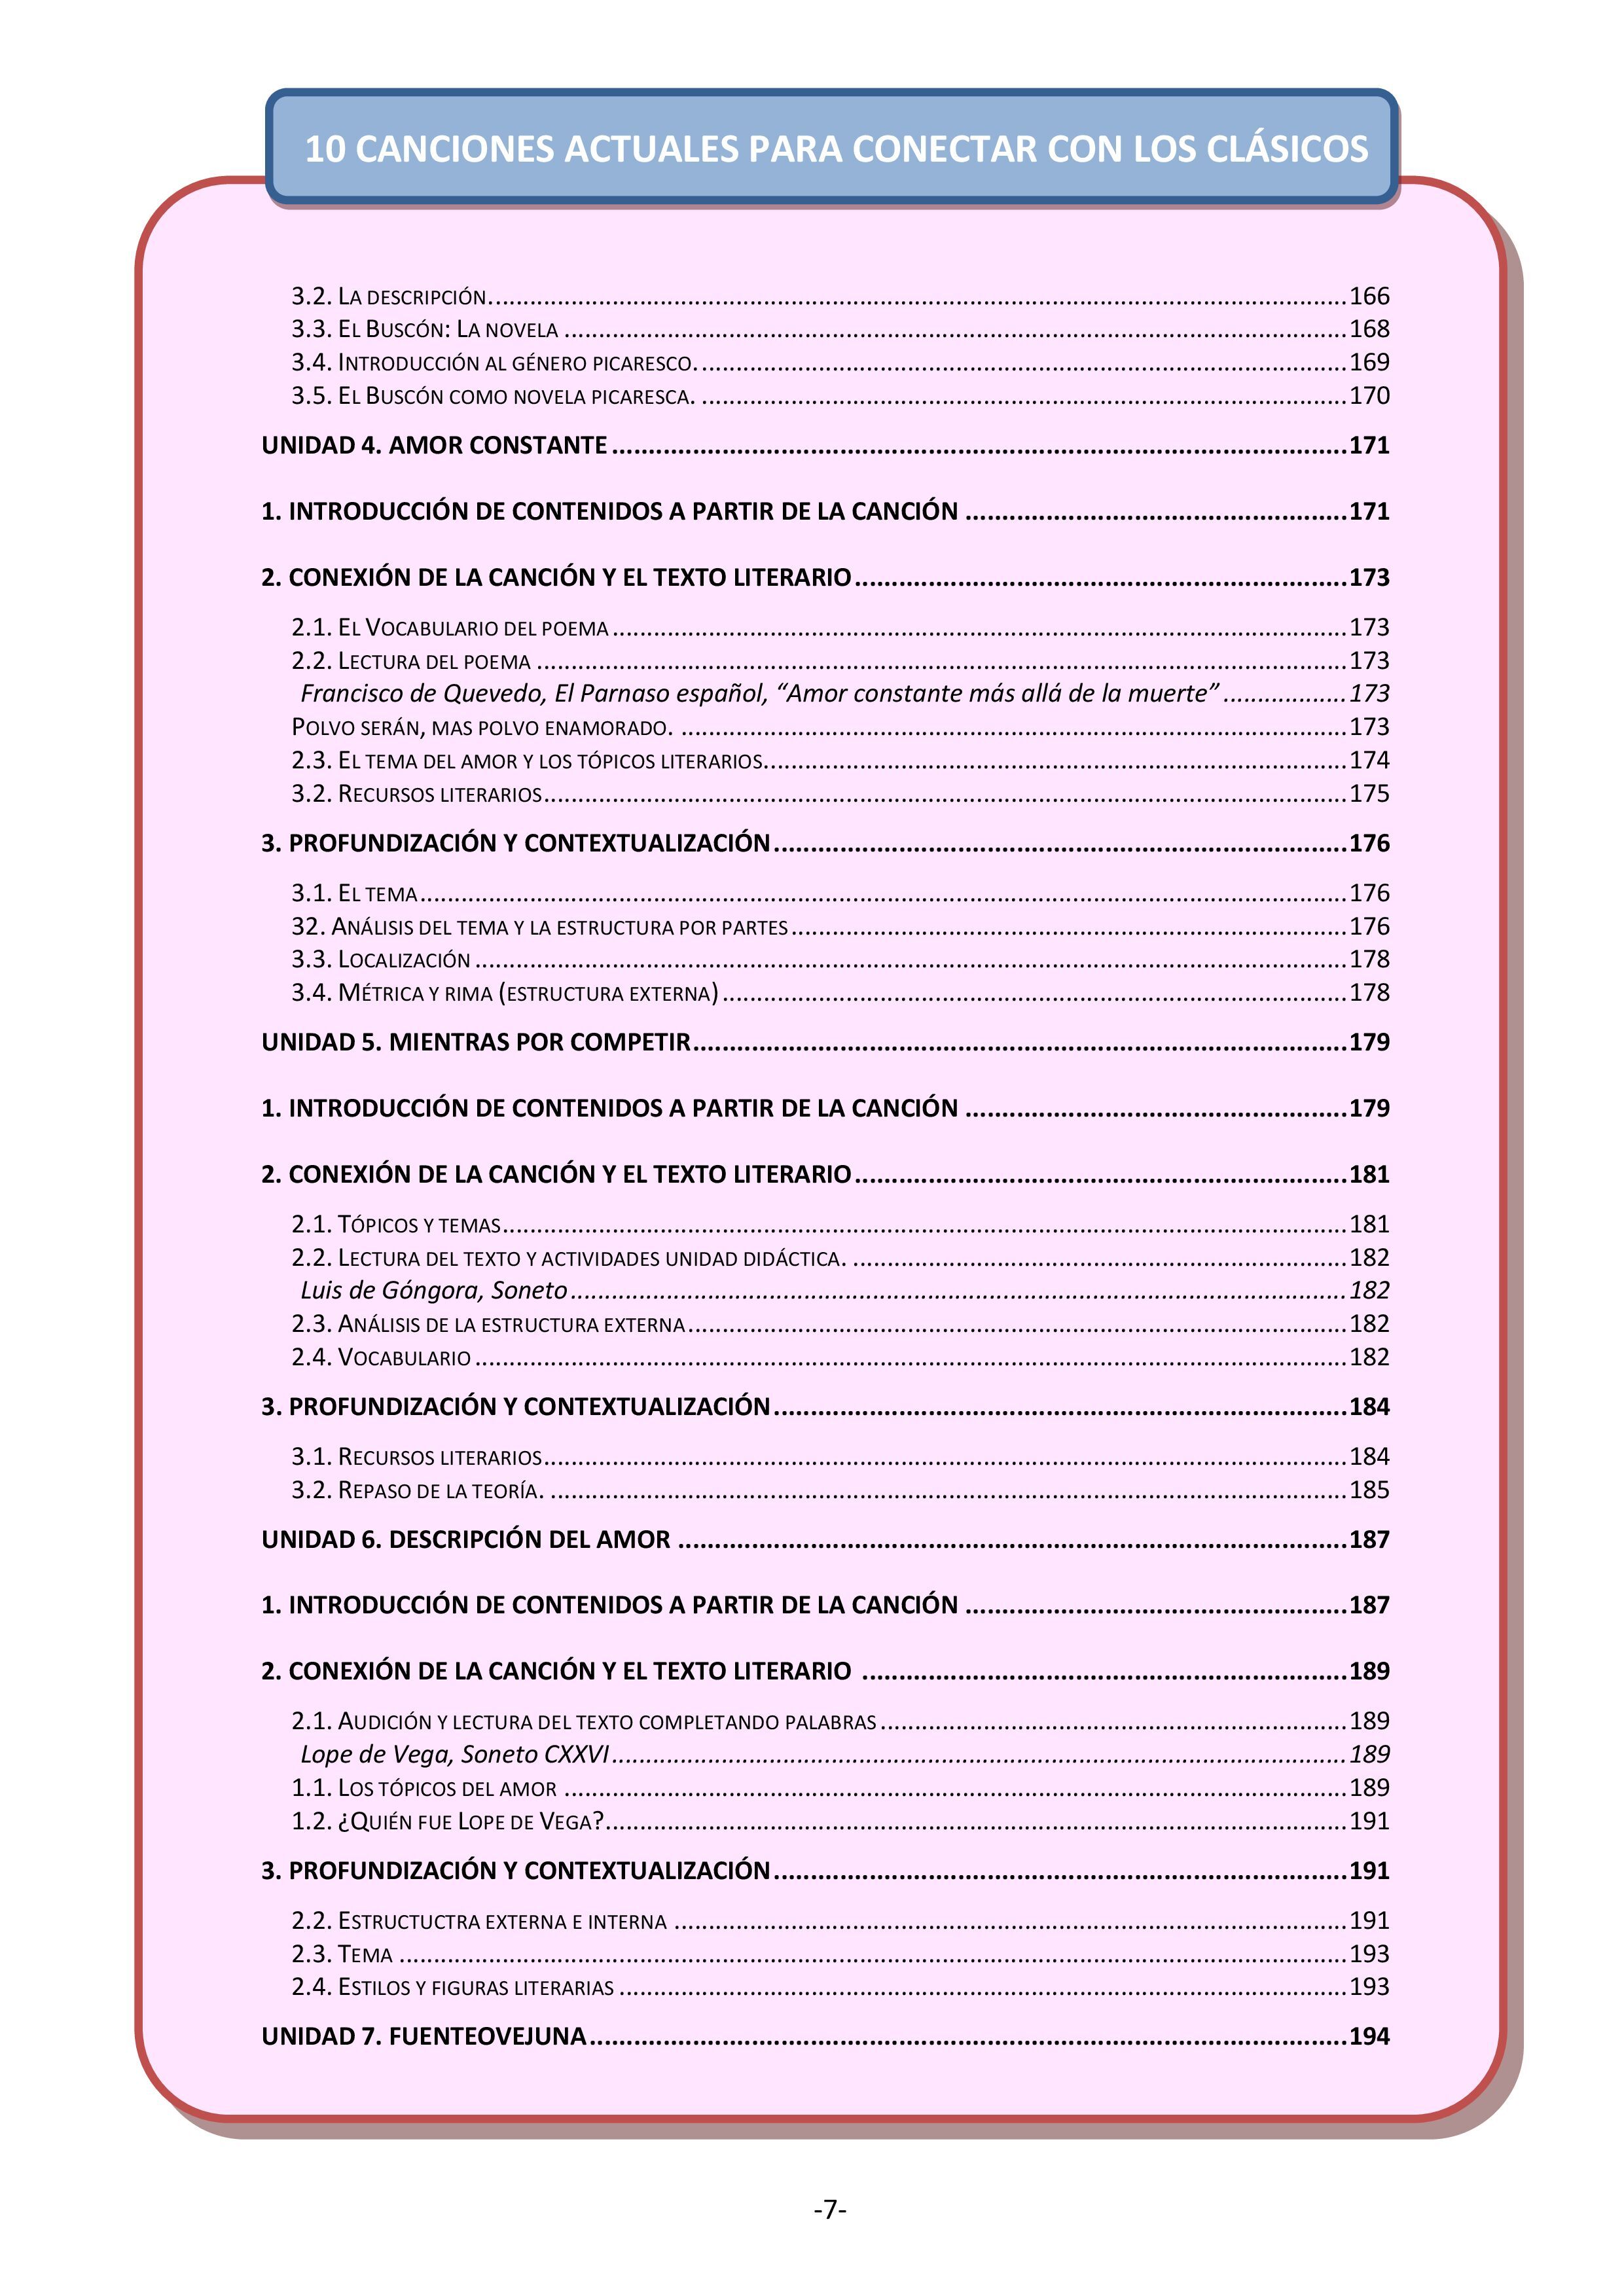 10 CANCIONES ACTUALES PARA CONECTAR CON LOS CLÁSICOS
3.2. La descripción.......166
3.3. El Buscón: La novela.......168
3.4. Introducción al género picaresco.......169
3.5. El Buscón como novela picaresca.......170
UNIDAD 4. AMOR CONSTANTE.......171
1. INTRODUCCIÓN DE CONTENIDOS A PARTIR DE LA CANCIÓN.......171
2. CONEXIÓN DE LA CANCIÓN Y EL TEXTO LITERARIO.......173
2.1. El Vocabulario del poema.......173
2.2. Lectura del poema.......173
Francisco de Quevedo, El Parnaso español, “Amor constante más allá de la muerte”.......173
Polvo serán, mas polvo enamorado.......173
2.3. El tema del amor y los tópicos literarios.......174
3.2. Recursos literarios.......175
3. PROFUNDIZACIÓN Y CONTEXTUALIZACIÓN.......176
3.1. El tema.......176
32. Análisis del tema y la estructura por partes.......176
3.3. Localización.......178
3.4. Métrica y rima (estructura externa).......178
UNIDAD 5. MIENTRAS POR COMPETIR.......179
1. INTRODUCCIÓN DE CONTENIDOS A PARTIR DE LA CANCIÓN.......179
2. CONEXIÓN DE LA CANCIÓN Y EL TEXTO LITERARIO.......181
2.1. Tópicos y temas.......181
2.2. Lectura del texto y actividades unidad didáctica.......182
Luis de Góngora, Soneto.......182
2.3. Análisis de la estructura externa.......182
2.4. Vocabulario.......182
3. PROFUNDIZACIÓN Y CONTEXTUALIZACIÓN.......184
3.1. Recursos literarios.......184
3.2. Repaso de la teoría.......185
UNIDAD 6. DESCRIPCIÓN DEL AMOR.......187
1. INTRODUCCIÓN DE CONTENIDOS A PARTIR DE LA CANCIÓN.......187
2. CONEXIÓN DE LA CANCIÓN Y EL TEXTO LITERARIO.......189
2.1. Audición y lectura del texto completando palabras.......189
Lope de Vega, Soneto CXXVI.......189
1.1. Los tópicos del amor.......189
1.2. ¿Quién fue Lope de Vega?.......191
3. PROFUNDIZACIÓN Y CONTEXTUALIZACIÓN.......191
2.2. Estructuctra externa e interna.......191
2.3. Tema.......193
2.4. Estilos y figuras literarias.......193
UNIDAD 7. FUENTEOVEJUNA.......194
-7-